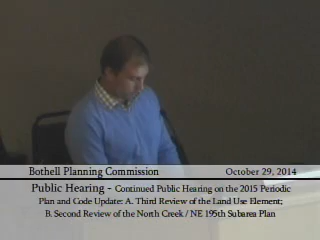 Bothell Planning Commission October 29, 2014
Public Hearing - Continued Public Hearing on the 2015 Periodic
Plan and Code Update: A. Third Review of the Land Use Element;
B. Second Review of the North Creek / NE 195th Subarea Plan